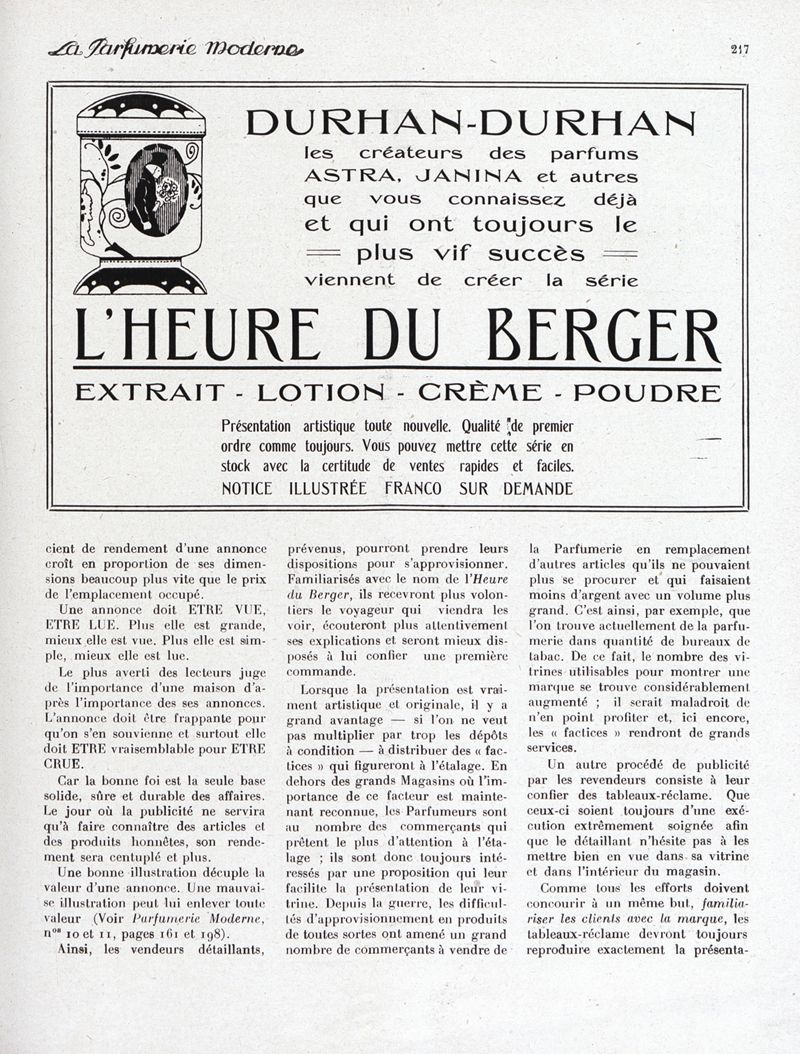 La Parfumerie Moderne
217
DURHAN-DURHAN
les créateurs des parfums
ASTRA, JANINA et autres
que vous connaissez déjà
et qui ont toujours le
plus vif succès
viennent de créer la série
L'HEURE DU BERGER
EXTRAIT - LOTION - CRÈME - POUDRE
Présentation artistique toute nouvelle. Qualité de premier
ordre comme toujours. Vous pouvez mettre cette série en
stock avec la certitude de ventes rapides et faciles.
NOTICE ILLUSTRÉE FRANCO SUR DEMANDE
cient de rendement d'une annonce
croît en proportion de ses dimen-
sions beaucoup plus vite que le prix
de l'emplacement occupé.
Une annonce doit ETRE VUE,
ETRE LUE. Plus elle est grande,
mieux elle est vue. Plus elle est sim-
ple, mieux elle est lue.
Le plus averti des lecteurs juge
de l'importance d'une maison d'a-
près l'importance des ses annonces.
L'annonce doit être frappante pour
qu'on s'en souvienne et surtout elle
doit ETRE vraisemblable pour ETRE
CRUE.
Car la bonne foi est la seule base
solide, sûre et durable des affaires.
Le jour où la publicité ne servira
qu'à faire connaître des articles et
des produits honnêtes, son rende-
ment sera centuplé et plus.
Une bonne illustration décuple la
valeur d'une annonce. Une mauvai-
se illustration peut lui enlever toute
valeur (Voir Parfumerie Moderne,
nos 10 et 11, pages 161 et 198).
Ainsi, les vendeurs détaillants,
prévenus, pourront prendre leurs
dispositions pour s'approvisionner.
Familiarisés avec le nom de l'Heure
du Berger, ils recevront plus volon-
tiers le voyageur qui viendra les
voir, écouteront plus attentivement
ses explications et seront mieux dis-
posés à lui confier une première
commande.
Lorsque la présentation est vrai-
ment artistique et originale, il y a
grand avantage — si l'on ne veut
pas multiplier par trop les dépôts
à condition — à distribuer des « fac-
tices » qui figureront à l'étalage. En
dehors des grands Magasins où l'im-
portance de ce facteur est mainte-
nant reconnue, les Parfumeurs sont
au nombre des commerçants qui
prêtent le plus d'attention à l'éta-
lage ; ils sont donc toujours inté-
ressés par une proposition qui leur
facilite la présentation de leur vi-
trine. Depuis la guerre, les difficul-
tés d'approvisionnement en produits
de toutes sortes ont amené un grand
nombre de commerçants à vendre de
la Parfumerie en remplacement
d'autres articles qu'ils ne pouvaient
plus se procurer et qui faisaient
moins d'argent avec un volume plus
grand. C'est ainsi, par exemple, que
l'on trouve actuellement de la parfu-
merie dans quantité de bureaux de
tabac. De ce fait, le nombre des vi-
trines utilisables pour montrer une
marque se trouve considérablement
augmenté ; il serait maladroit de
n'en point profiter et, ici encore,
les « factices » rendront de grands
services.
Un autre procédé de publicité
par les revendeurs consiste à leur
confier des tableaux-réclame. Que
ceux-ci soient toujours d'une exé-
cution extrêmement soignée afin
que le détaillant n'hésite pas à les
mettre bien en vue dans sa vitrine
et dans l'intérieur du magasin.
Comme tous les efforts doivent
concourir à un même but, familia-
riser les clients avec la marque, les
tableaux-réclame devront toujours
reproduire exactement la présenta-